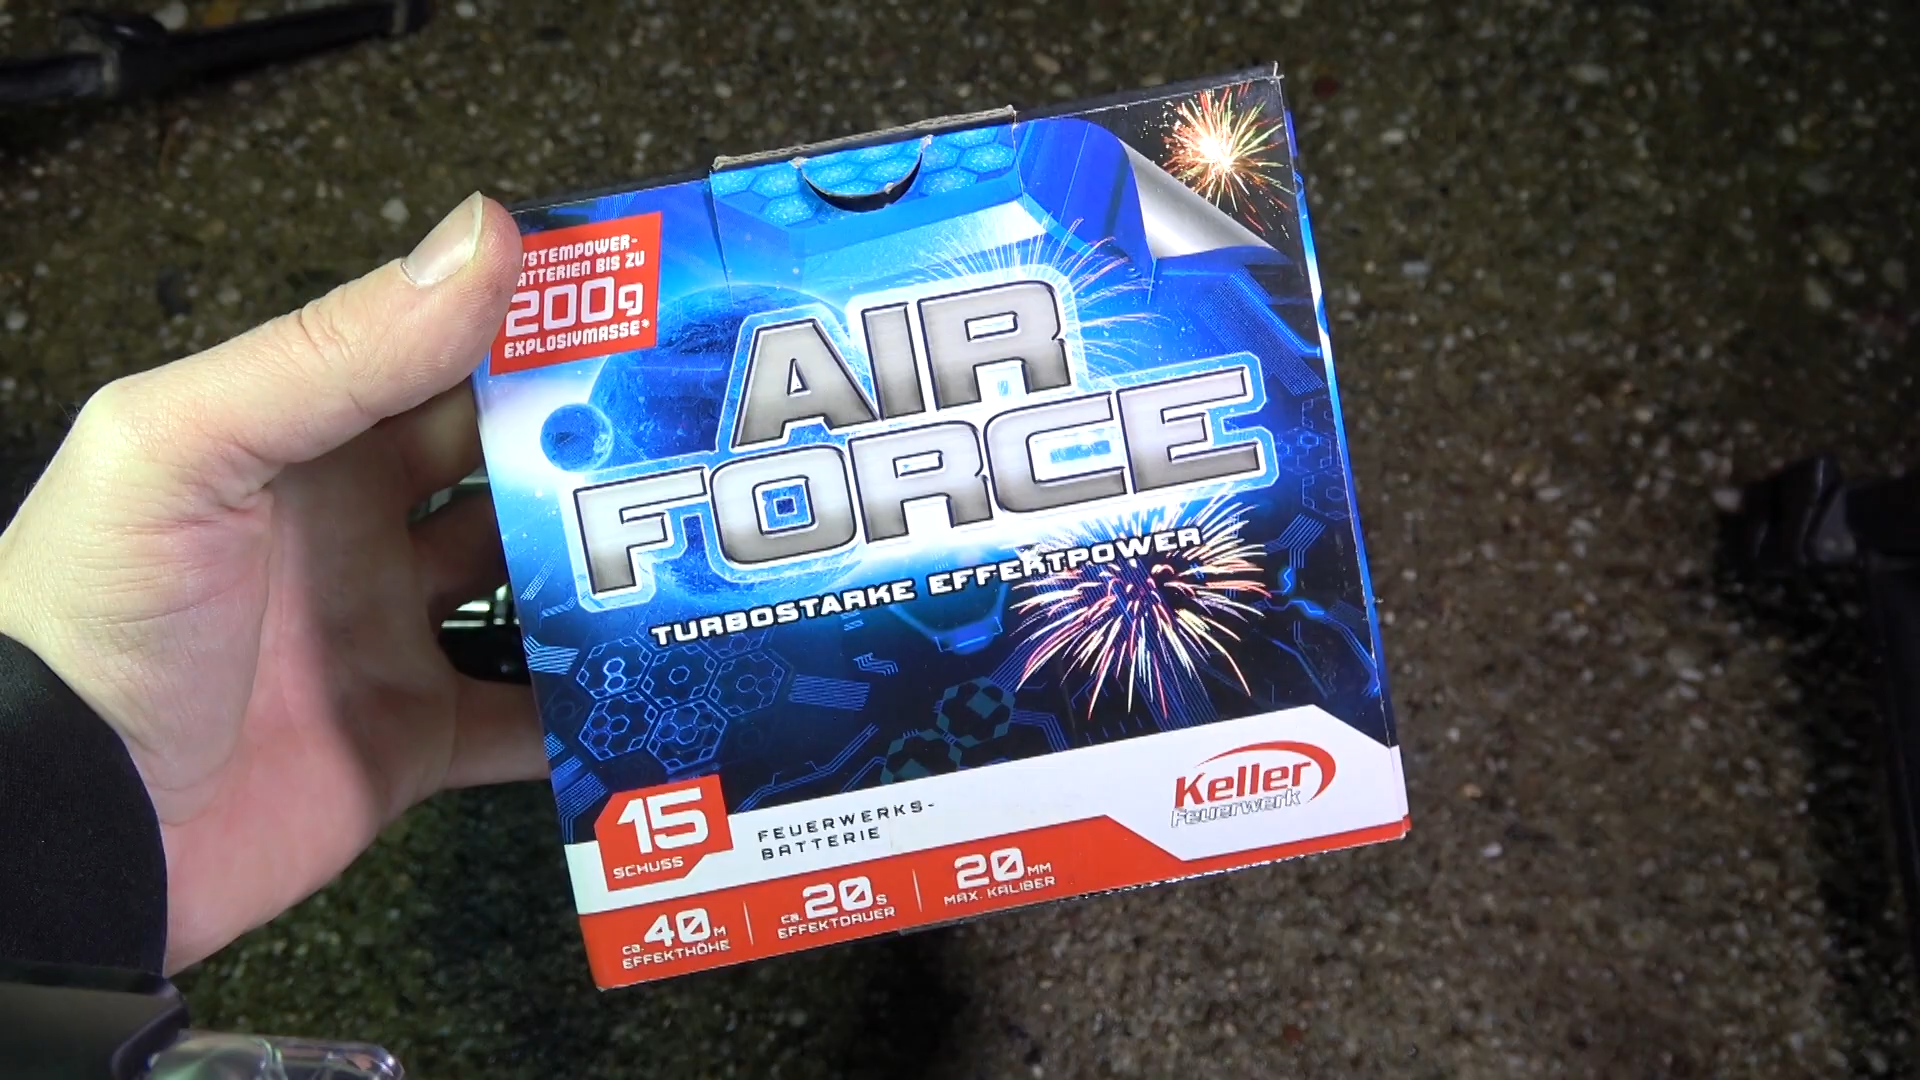 YSTEMPOWER-
ATTERIEN BIS ZU
200g
EXPLOSIVMASSE*
AIR
FORCE
TURBOSTARKE EFFEKTPOWER
15
SCHUSS
FEUERWERKS-
BATTERIE
Keller
Feuerwerk
ca. 40M
EFFEKTHÖHE
ca. 20S
EFFEKTDAUER
20MM
MAX. KALIBER